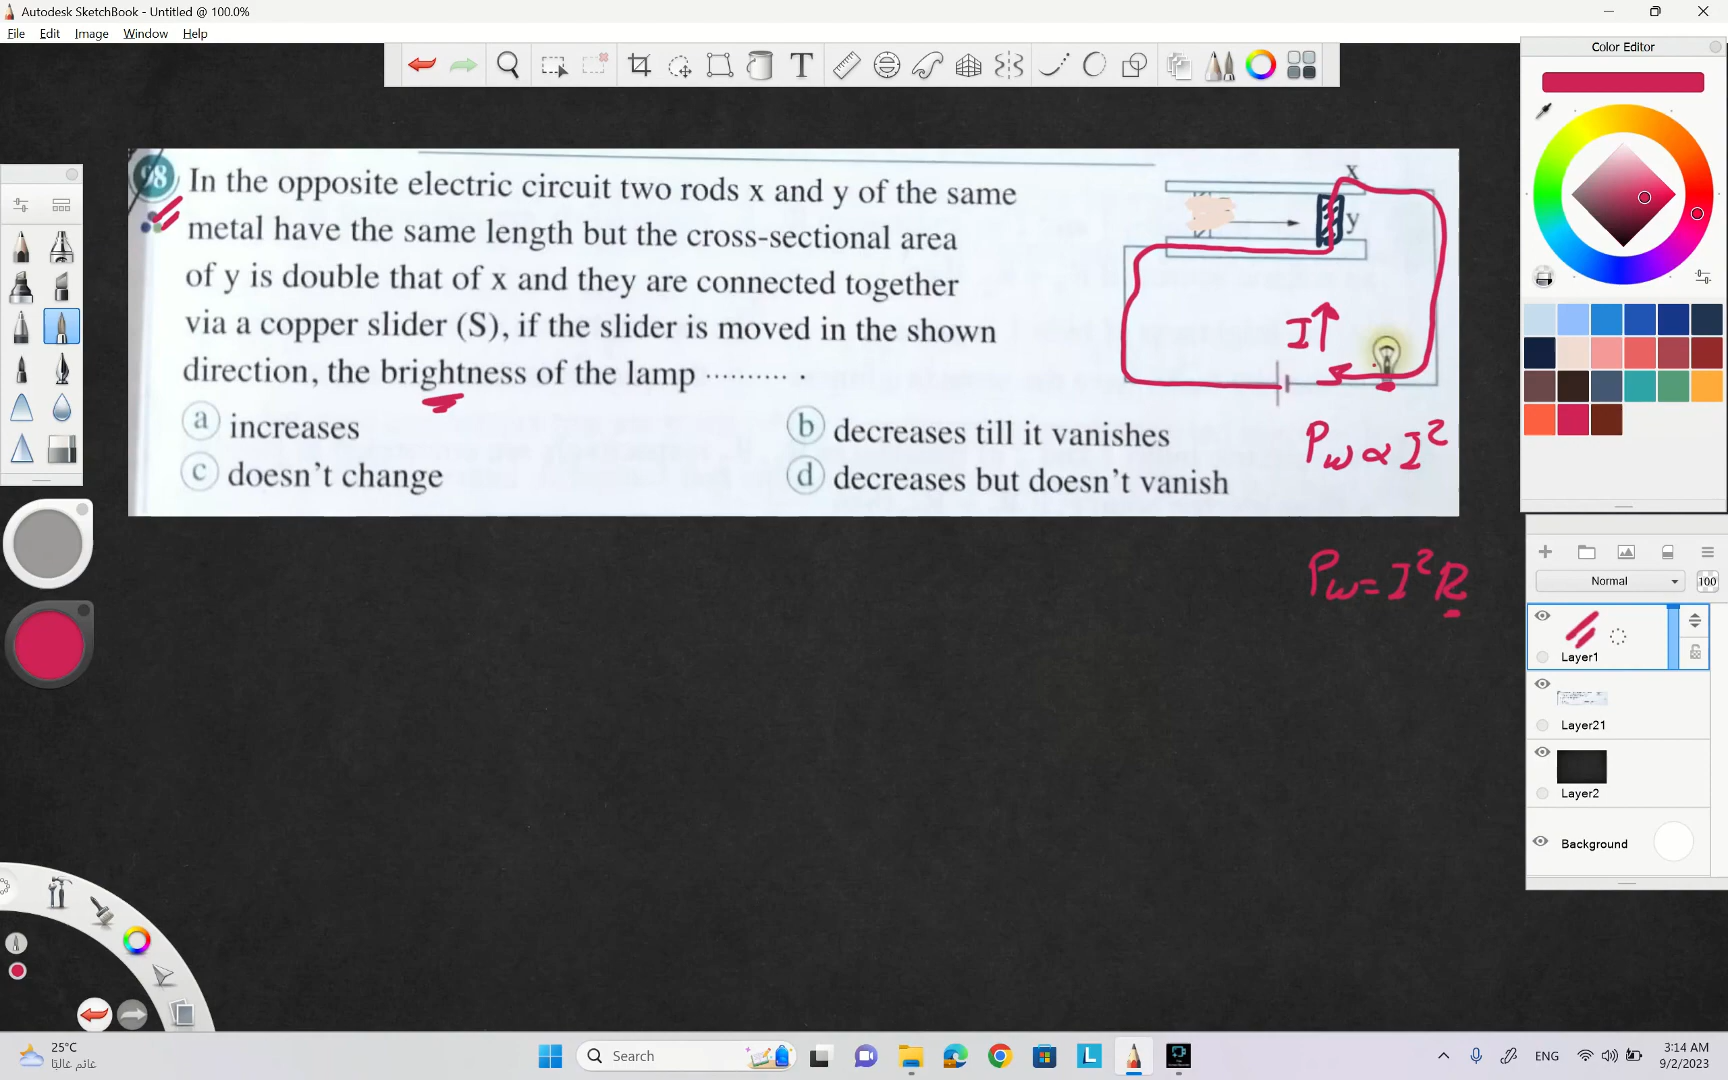 Autodesk SketchBook - Untitled @ 100.0%
File Edit Image Window Help
Color Editor
98 In the opposite electric circuit two rods x and y of the same
metal have the same length but the cross-sectional area
of y is double that of x and they are connected together
via a copper slider (S), if the slider is moved in the shown
direction, the brightness of the lamp ........... .
a increases
b decreases till it vanishes
c doesn't change
d decreases but doesn't vanish
x
y
I↑
Pw ∝ I²
Pw = I²R
Normal
100
Layer1
Layer21
Layer2
Background
25°C
غائم غالبًا
Search
ENG
3:14 AM
9/2/2023